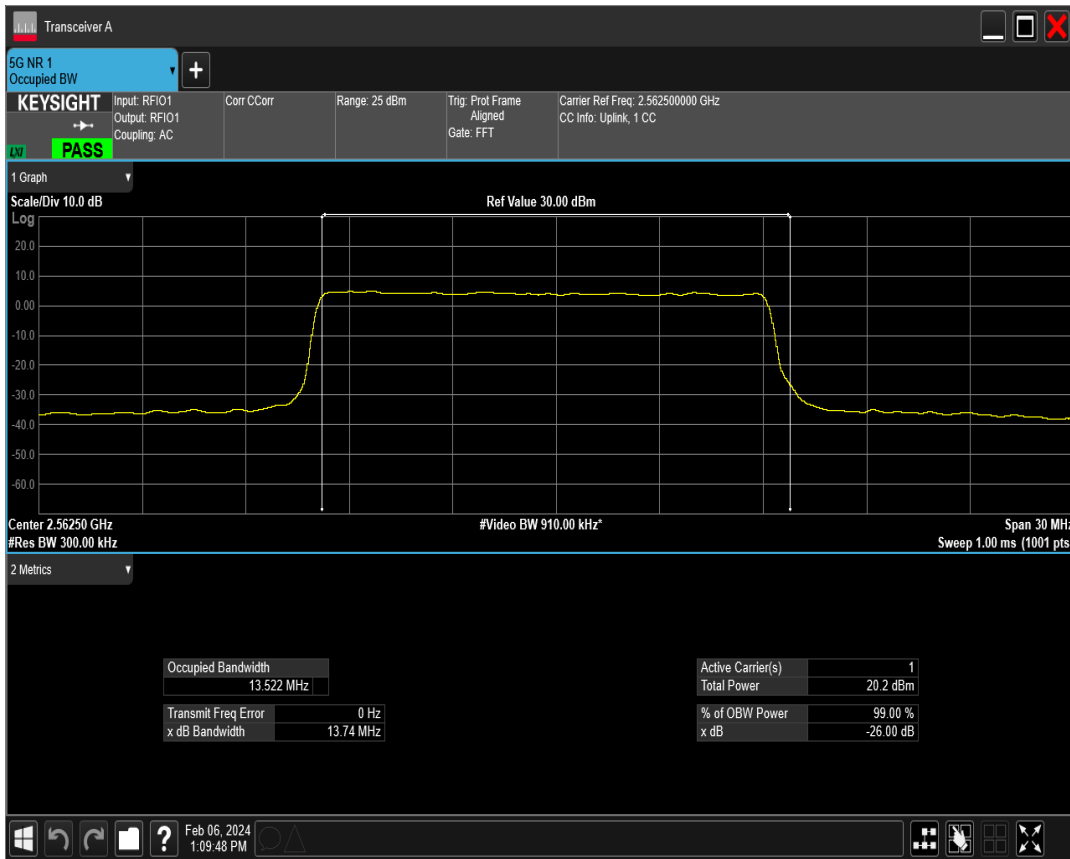 Transceiver A
5G NR 1
Occupied BW
KEYSIGHT
LXI
PASS
Input: RFIO1
Output: RFIO1
Coupling: AC
Corr CCorr
Range: 25 dBm
Trig: Prot Frame
Aligned
Gate: FFT
Carrier Ref Freq: 2.562500000 GHz
CC Info: Uplink, 1 CC
1 Graph
Scale/Div 10.0 dB
Ref Value 30.00 dBm
Log
20.0
10.0
0.00
-10.0
-20.0
-30.0
-40.0
-50.0
-60.0
Center 2.56250 GHz
#Video BW 910.00 kHz*
Span 30 MHz
#Res BW 300.00 kHz
Sweep 1.00 ms (1001 pts
2 Metrics
Occupied Bandwidth
13.522 MHz
Transmit Freq Error 0 Hz
x dB Bandwidth 13.74 MHz
Active Carrier(s) 1
Total Power 20.2 dBm
% of OBW Power 99.00 %
x dB -26.00 dB
?
Feb 06, 2024
1:09:48 PM